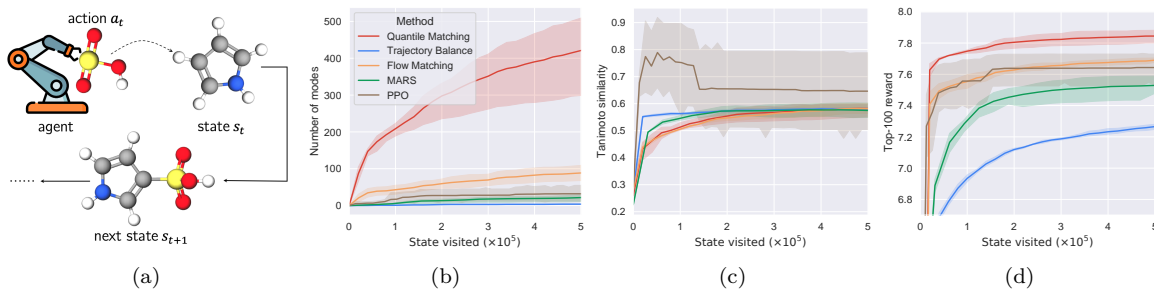 action a_t
agent
state s_t
......
next state s_{t+1}
(a)
Number of modes
500
400
300
200
100
0
Method
Quantile Matching
Trajectory Balance
Flow Matching
MARS
PPO
0 1 2 3 4 5
State visited (×10⁵)
(b)
Tanimoto similarity
0.9
0.8
0.7
0.6
0.5
0.4
0.3
0.2
0 1 2 3 4 5
State visited (×10⁵)
(c)
Top-100 reward
7.8
7.6
7.4
7.2
7.0
6.8
0 1 2 3 4 5
State visited (×10⁵)
(d)